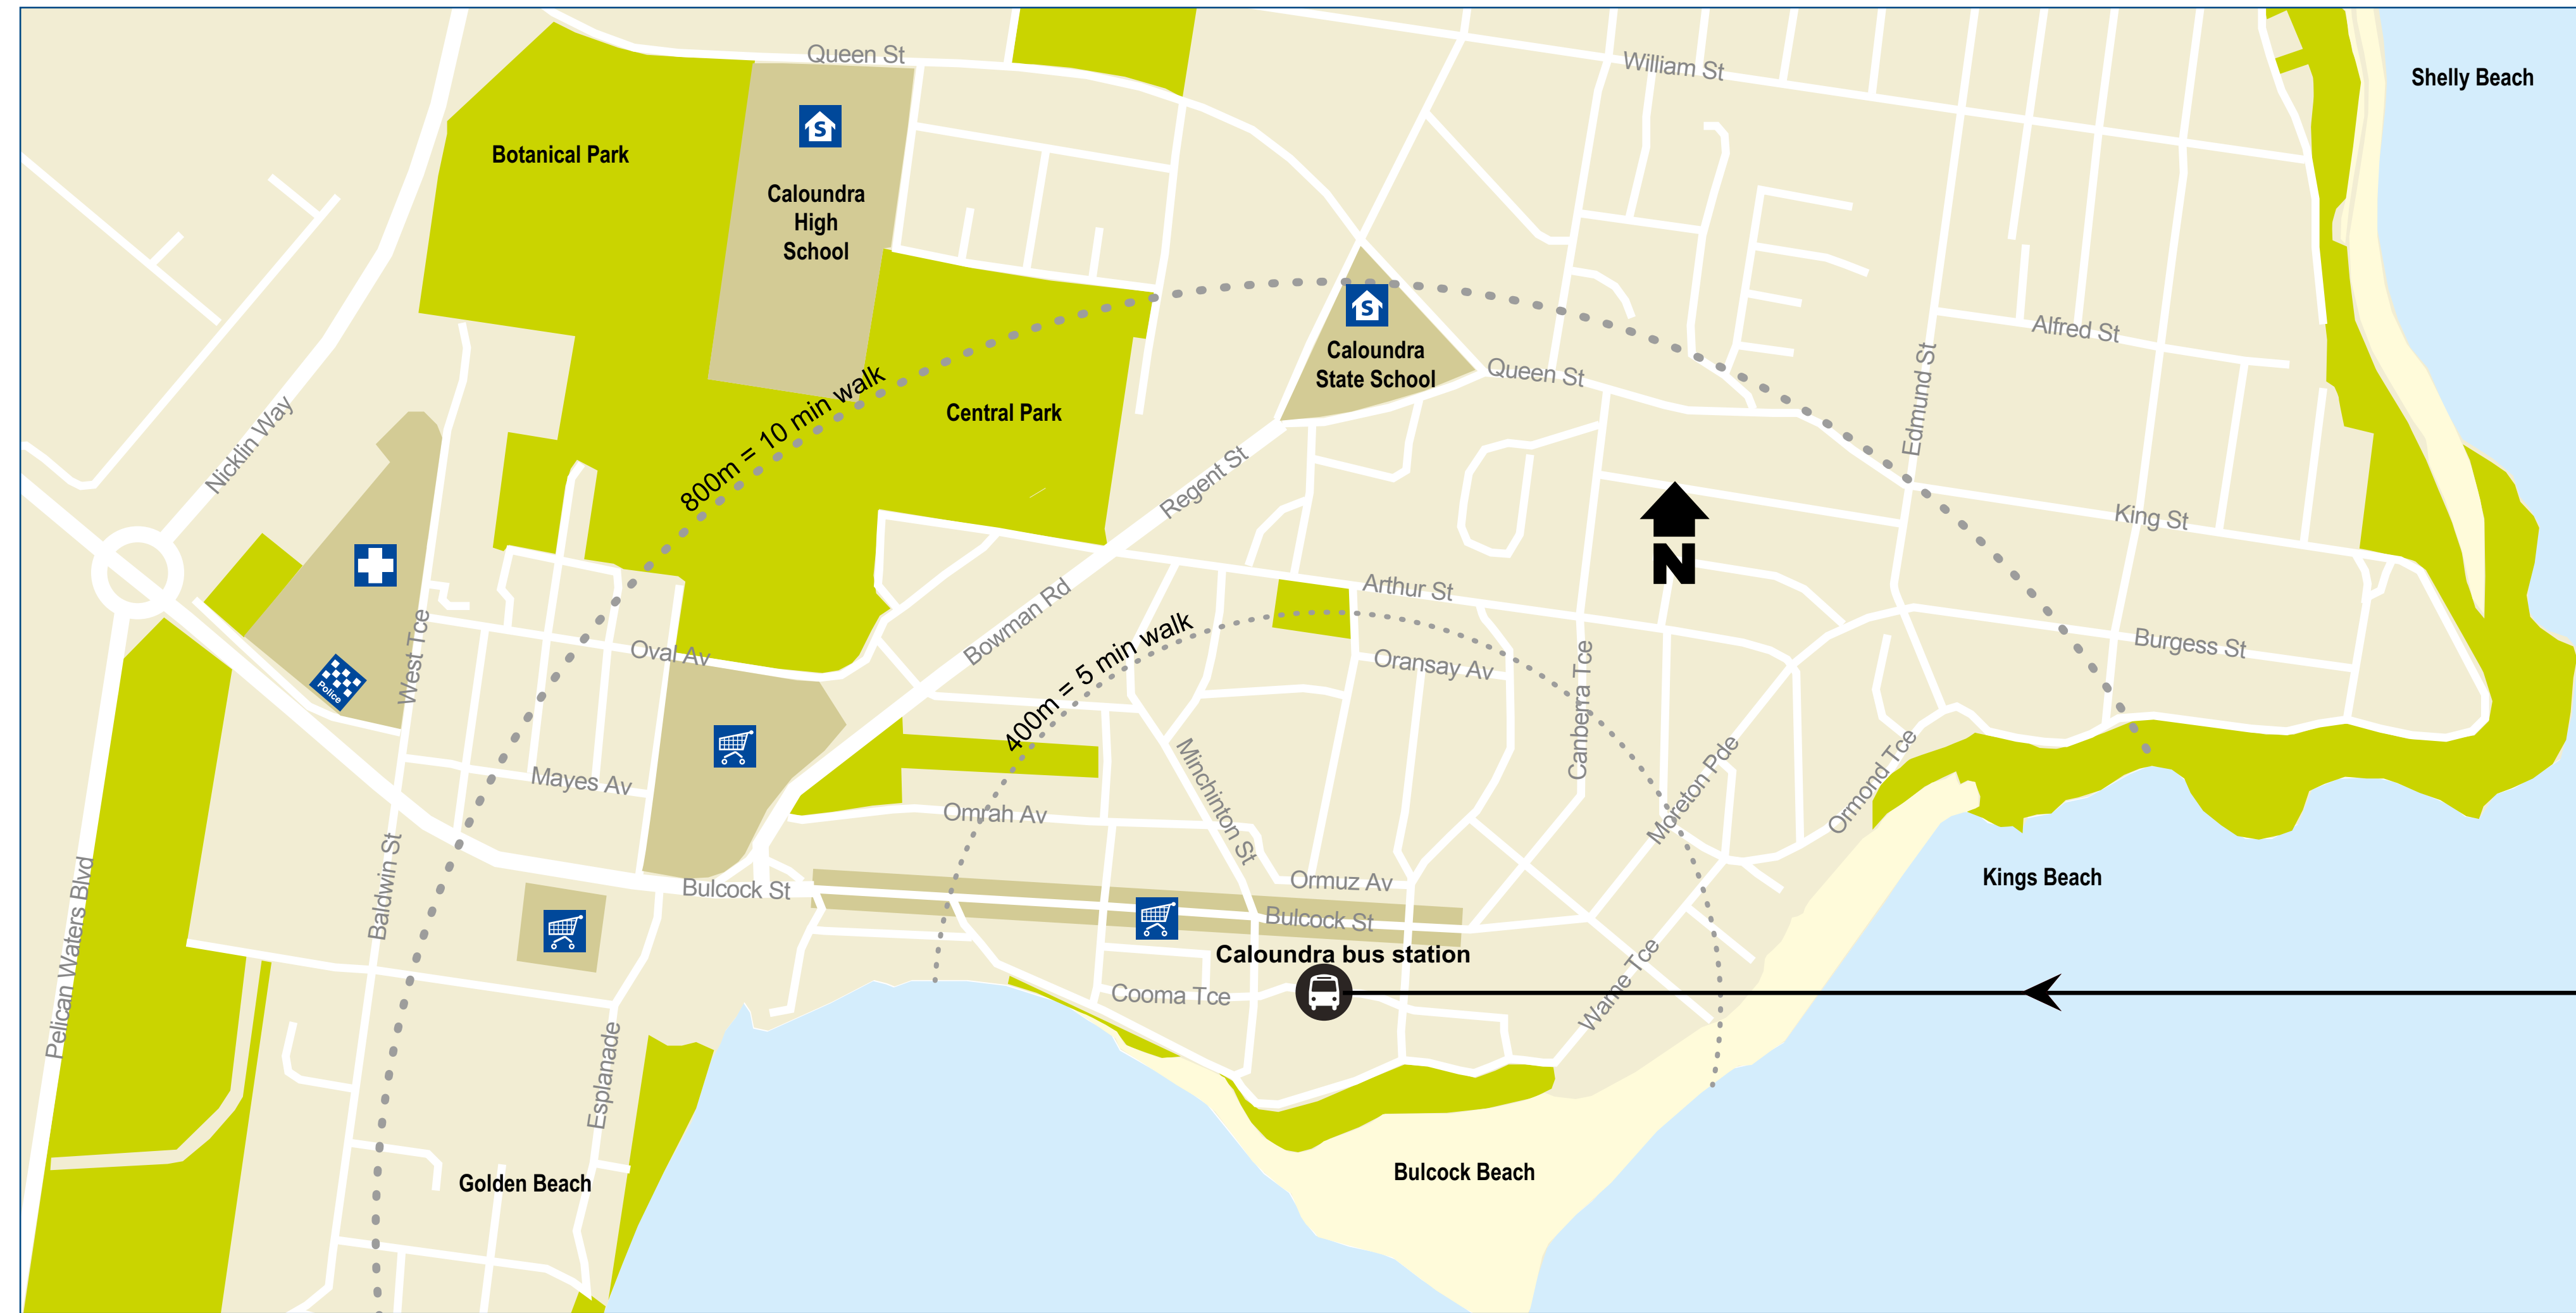 Queen St
William St
Shelly Beach
Botanical Park
S
Caloundra
High
School
S
Caloundra
State School
Alfred St
Queen St
Edmund St
Nicklin Way
800m = 10 min walk
Central Park
Regent St
King St
N
Arthur St
Bowman Rd
400m = 5 min walk
West Tce
Police
Oval Av
Oransay Av
Canberra Tce
Burgess St
Mayes Av
Minchinton St
Moreton Pde
Ormond Tce
Omrah Av
Pelican Waters Blvd
Baldwin St
Bulcock St
Ormuz Av
Kings Beach
Bulcock St
Caloundra bus station
Cooma Tce
Warne Tce
Esplanade
Golden Beach
Bulcock Beach